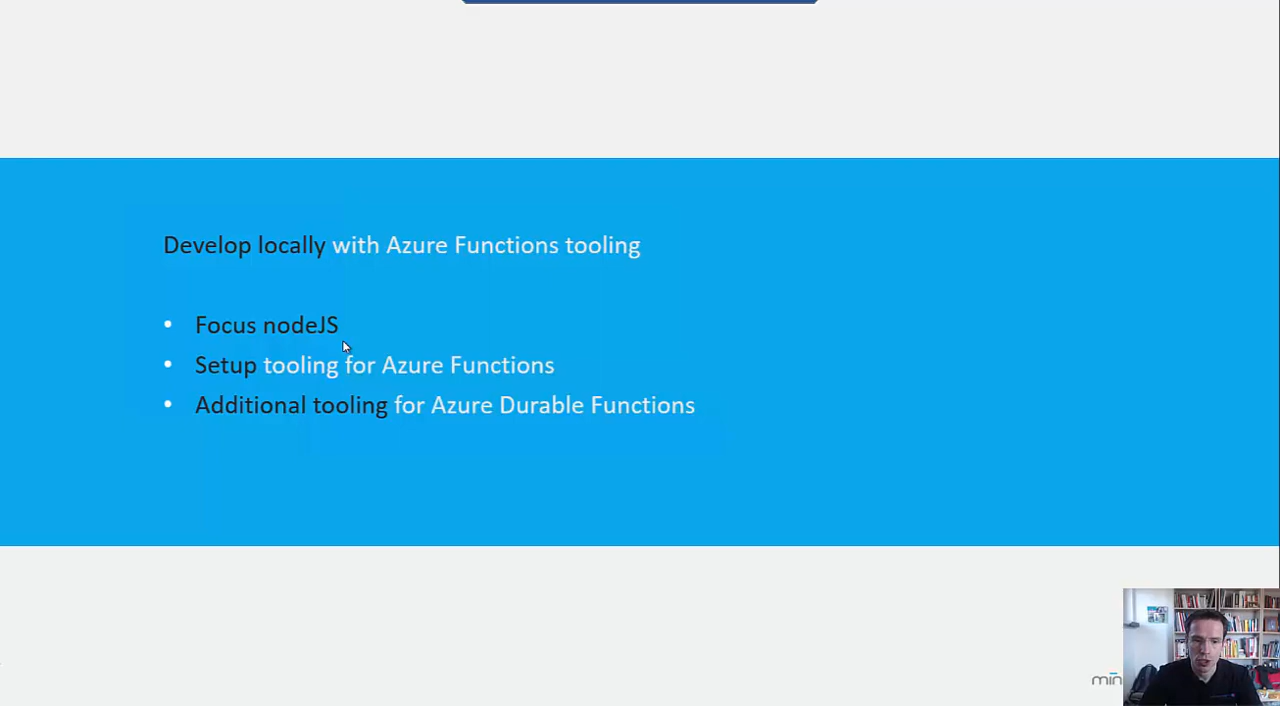 Develop locally with Azure Functions tooling
• Focus nodeJS
• Setup tooling for Azure Functions
• Additional tooling for Azure Durable Functions
min